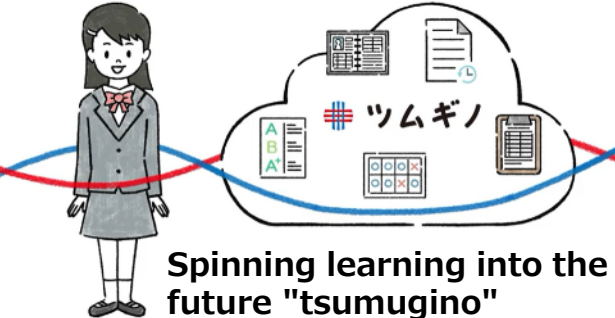 ツムギノ
A
B
A+
Spinning learning into the
future "tsumugino"